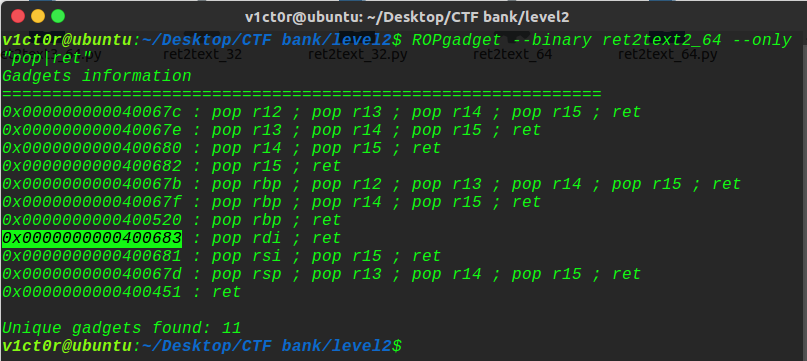 v1ct0r@ubuntu: ~/Desktop/CTF bank/level2
v1ct0r@ubuntu:~/Desktop/CTF bank/level2$ ROPgadget --binary ret2text2_64 --only
"pop|ret"
ret2text_32
ret2text_32.py
ret2text_64
ret2text_64.py
Gadgets information
============================================================
0x000000000040067c : pop r12 ; pop r13 ; pop r14 ; pop r15 ; ret
0x000000000040067e : pop r13 ; pop r14 ; pop r15 ; ret
0x0000000000400680 : pop r14 ; pop r15 ; ret
0x0000000000400682 : pop r15 ; ret
0x000000000040067b : pop rbp ; pop r12 ; pop r13 ; pop r14 ; pop r15 ; ret
0x000000000040067f : pop rbp ; pop r14 ; pop r15 ; ret
0x0000000000400520 : pop rbp ; ret
0x0000000000400683 : pop rdi ; ret
0x0000000000400681 : pop rsi ; pop r15 ; ret
0x000000000040067d : pop rsp ; pop r13 ; pop r14 ; pop r15 ; ret
0x0000000000400451 : ret
Unique gadgets found: 11
v1ct0r@ubuntu:~/Desktop/CTF bank/level2$